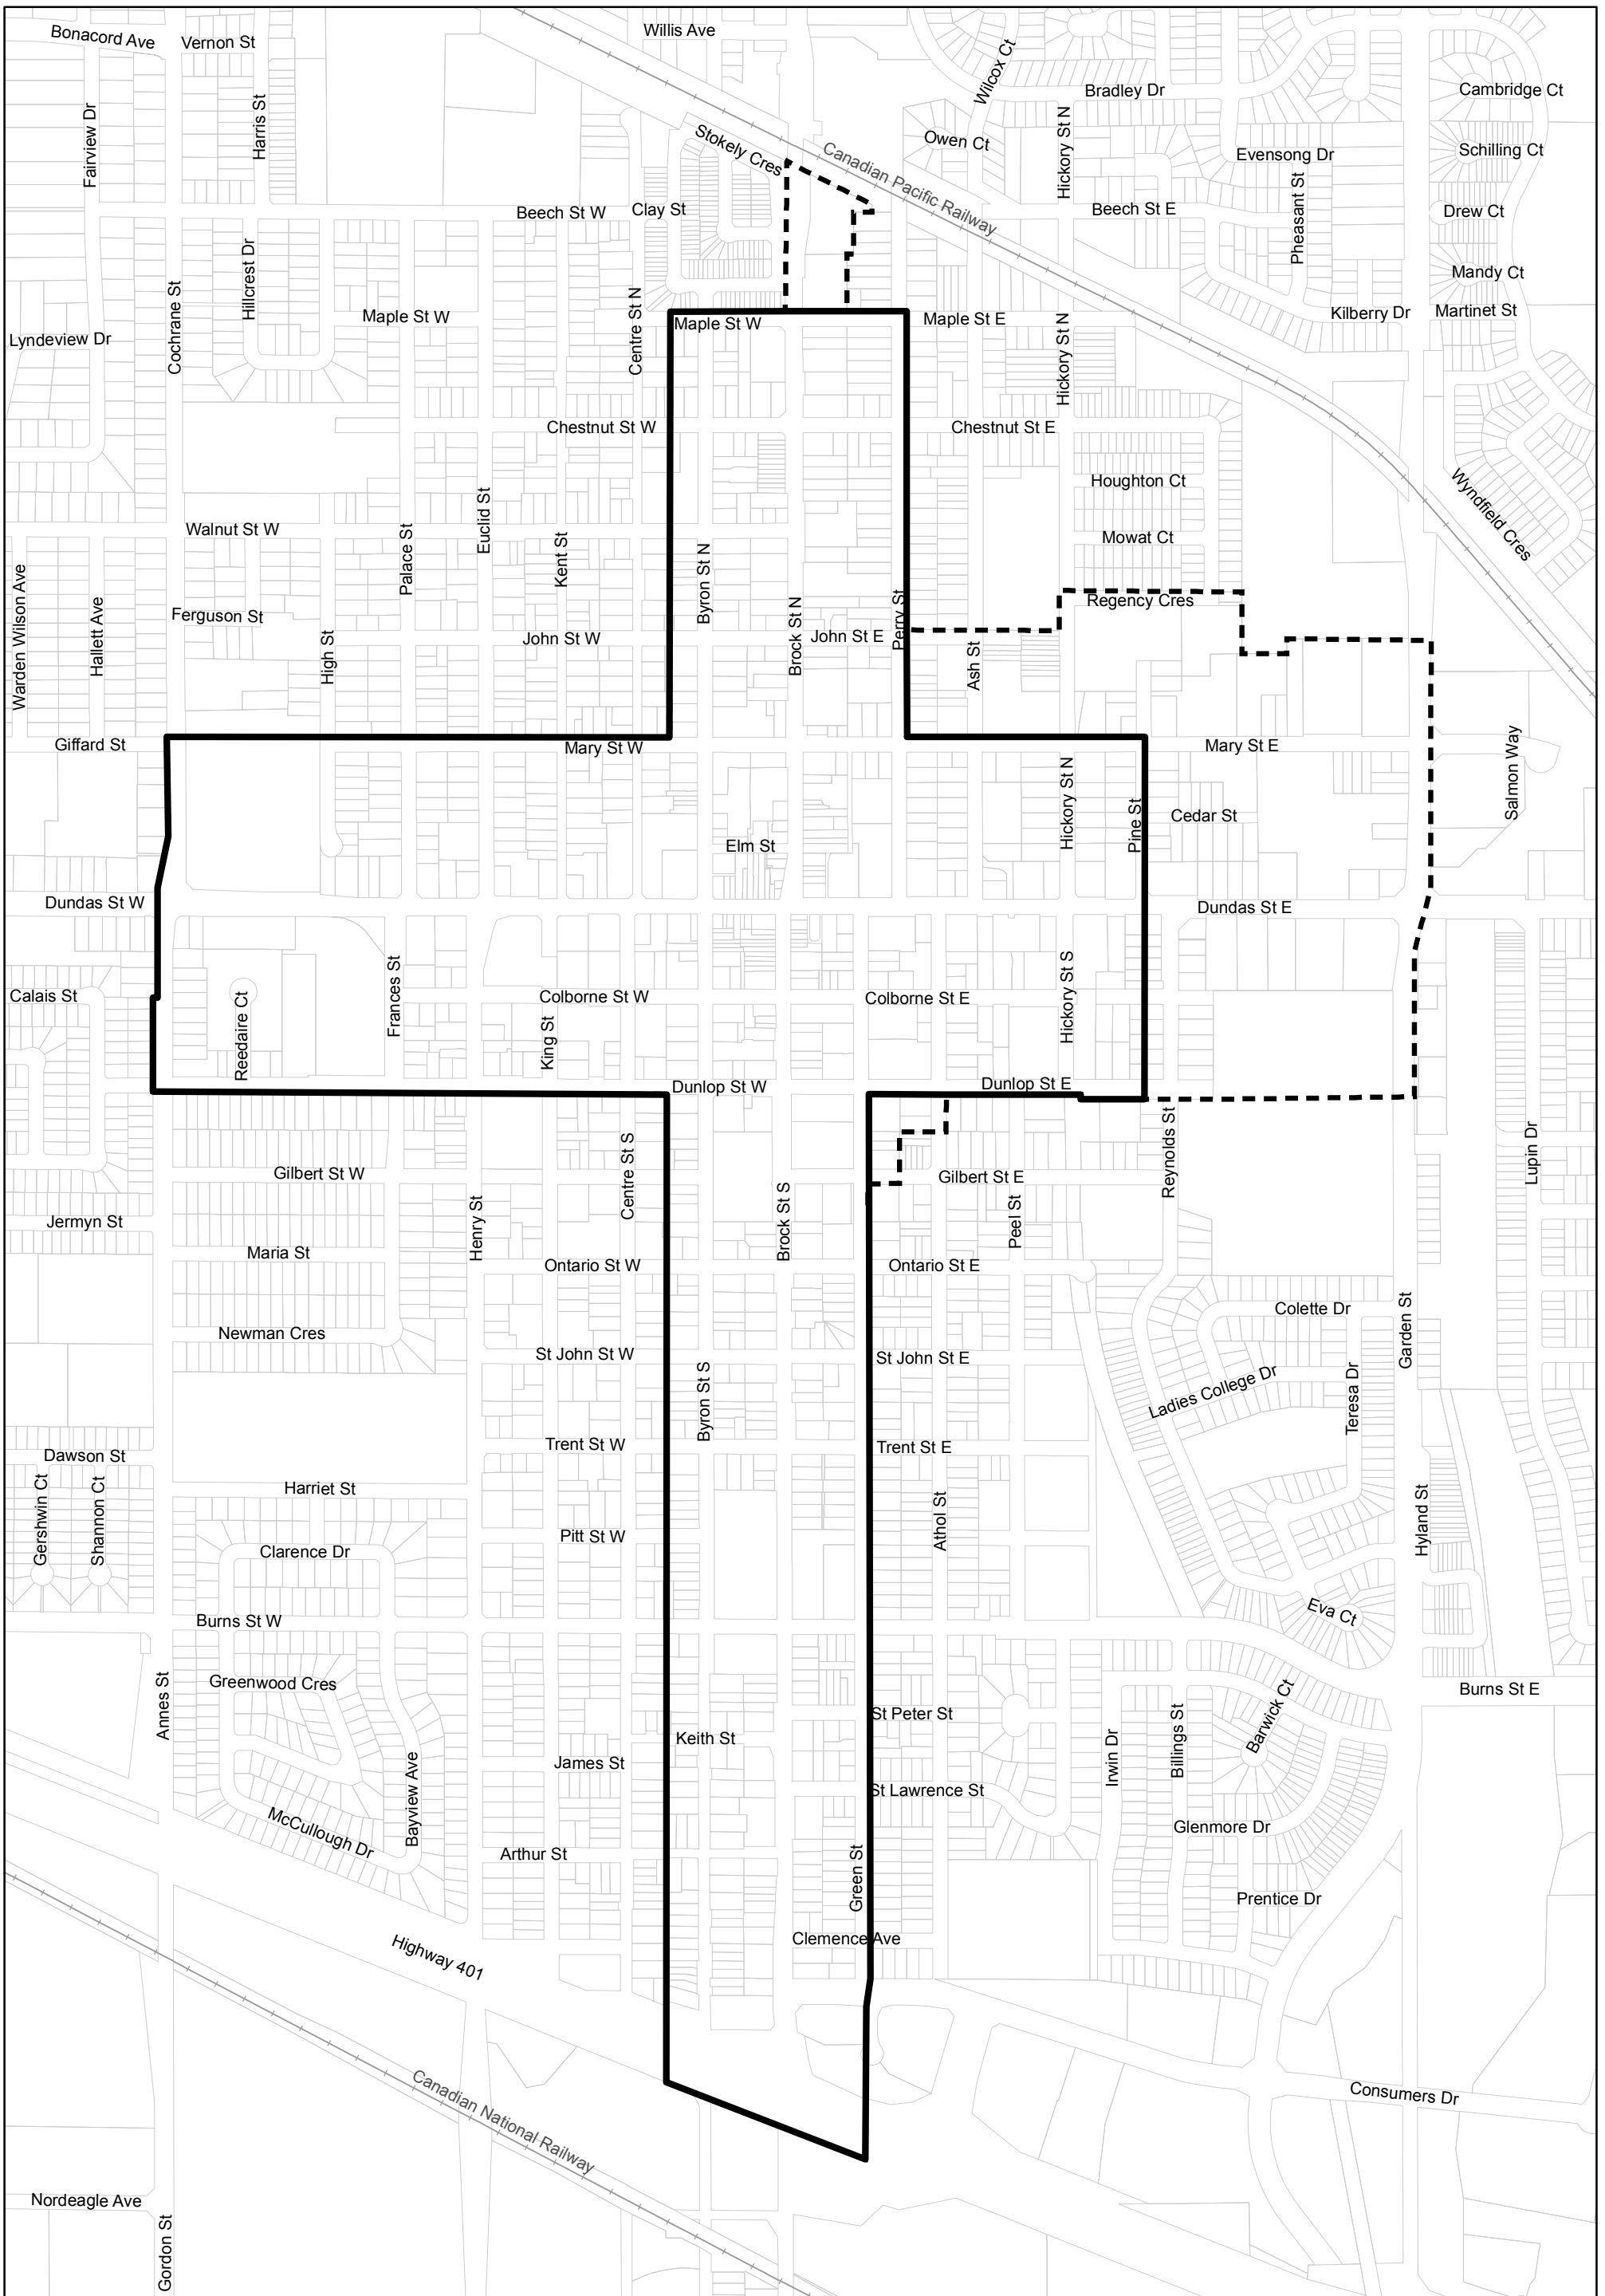 Willis Ave
Bonacord Ave
Vernon St
Wilcox Ct
Bradley Dr
Cambridge Ct
Fairview Dr
Harris St
Stokely Cres
Owen Ct
Canadian Pacific Railway
Hickory St N
Evensong Dr
Schilling Ct
Pheasant St
Beech St W
Clay St
Beech St E
Drew Ct
Hillcrest Dr
Mandy Ct
Cochrane St
Centre St N
Maple St W
Maple St W
Maple St E
Hickory St N
Kilberry Dr
Martinet St
Lyndeview Dr
Chestnut St W
Chestnut St E
Houghton Ct
Wyndfield Cres
Euclid St
Walnut St W
Palace St
Kent St
Mowat Ct
Warden Wilson Ave
Hallett Ave
Byron St N
Ferguson St
Regency Cres
High St
John St W
Brock St N
John St E
Perry St
Ash St
Giffard St
Mary St W
Mary St E
Salmon Way
Hickory St N
Pine St
Cedar St
Elm St
Dundas St W
Dundas St E
Calais St
Reedaire Ct
Frances St
Colborne St W
King St
Colborne St E
Hickory St S
Dunlop St W
Dunlop St E
Gilbert St W
Centre St S
Gilbert St E
Reynolds St
Lupin Dr
Jermyn St
Henry St
Brock St S
Peel St
Maria St
Ontario St W
Ontario St E
Newman Cres
Colette Dr
Garden St
St John St W
St John St E
Byron St S
Ladies College Dr
Teresa Dr
Dawson St
Trent St W
Trent St E
Harriet St
Gershwin Ct
Shannon Ct
Clarence Dr
Pitt St W
Athol St
Hyland St
Burns St W
Eva Ct
Greenwood Cres
Burns St E
Annes St
Keith St
St Peter St
Barwick Ct
Irwin Dr
Billings St
James St
Bayview Ave
St Lawrence St
McCullough Dr
Glenmore Dr
Arthur St
Green St
Prentice Dr
Highway 401
Clemence Ave
Canadian National Railway
Consumers Dr
Nordeagle Ave
Gordon St